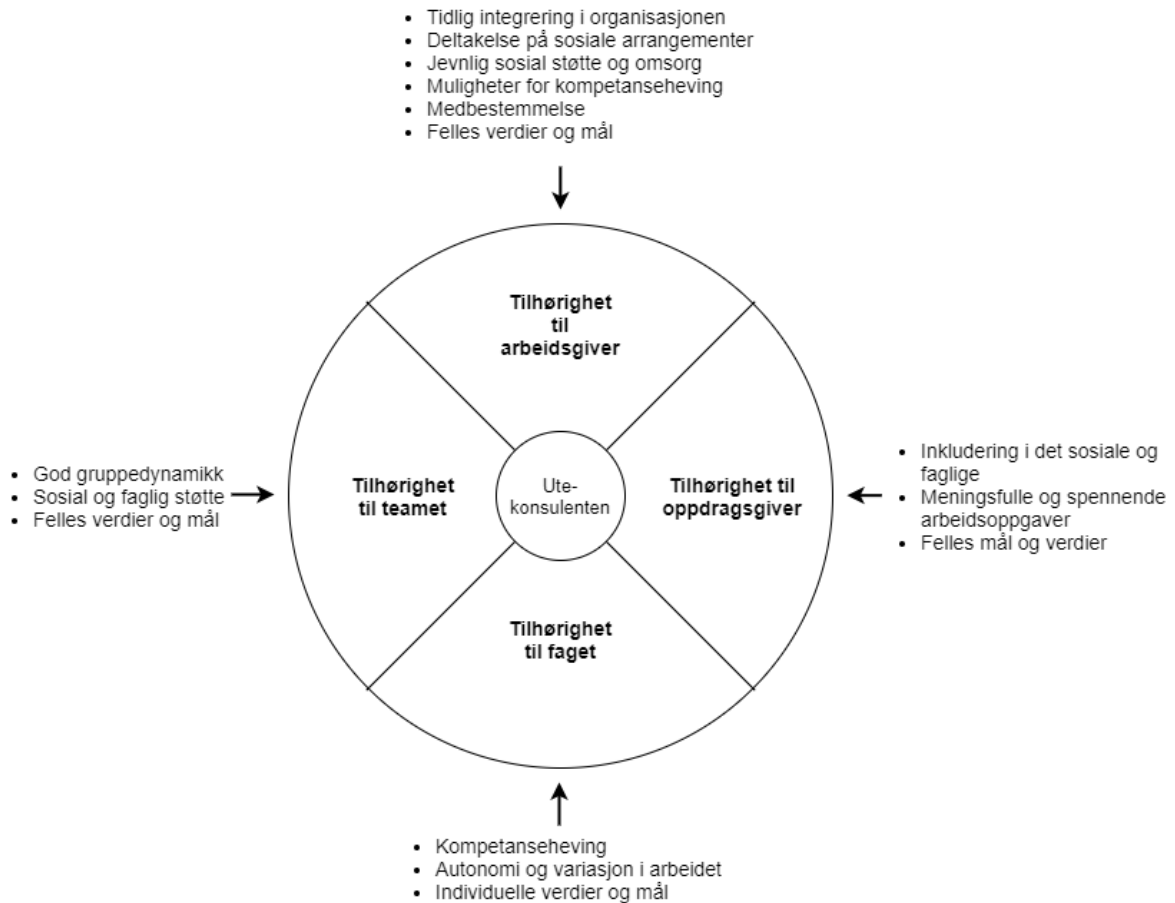 • Tidlig integrering i organisasjonen
• Deltakelse på sosiale arrangementer
• Jevnlig sosial støtte og omsorg
• Muligheter for kompetanseheving
• Medbestemmelse
• Felles verdier og mål
Tilhørighet
til
arbeidsgiver
• God gruppedynamikk
• Sosial og faglig støtte
• Felles verdier og mål
Tilhørighet
til teamet
Ute-
konsulenten
Tilhørighet til
oppdragsgiver
• Inkludering i det sosiale og
faglige
• Meningsfulle og spennende
arbeidsoppgaver
• Felles mål og verdier
Tilhørighet
til faget
• Kompetanseheving
• Autonomi og variasjon i arbeidet
• Individuelle verdier og mål